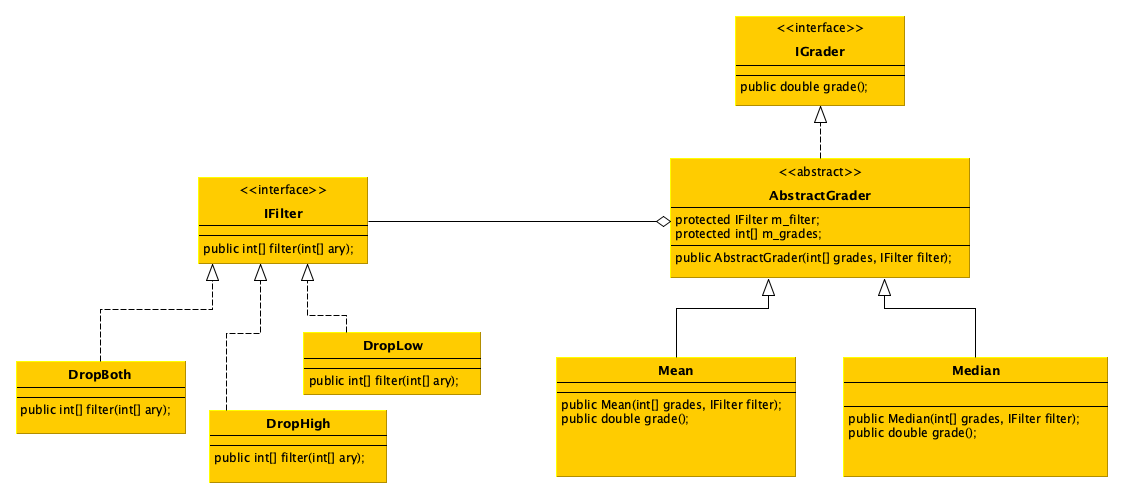 <<interface>>
IGrader
public double grade();
<<abstract>>
AbstractGrader
protected IFilter m_filter;
protected int[] m_grades;
public AbstractGrader(int[] grades, IFilter filter);
<<interface>>
IFilter
public int[] filter(int[] ary);
DropLow
public int[] filter(int[] ary);
DropBoth
public int[] filter(int[] ary);
DropHigh
public int[] filter(int[] ary);
Mean
public Mean(int[] grades, IFilter filter);
public double grade();
Median
public Median(int[] grades, IFilter filter);
public double grade();